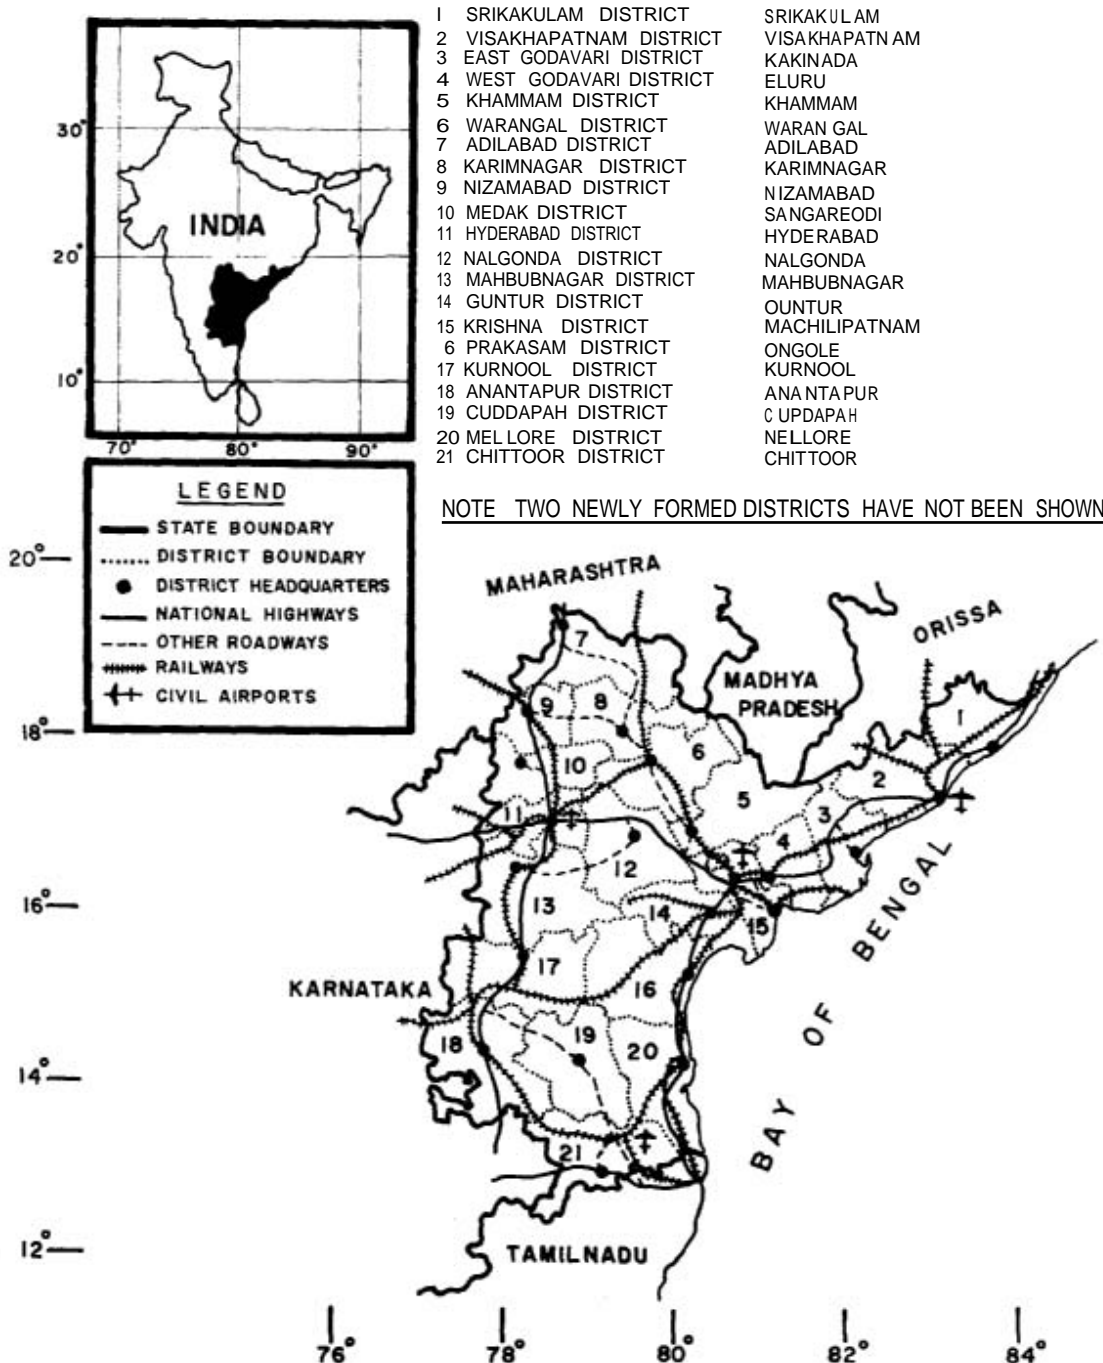 1 SRIKAKULAM DISTRICT SRIKAKULAM
2 VISAKHAPATNAM DISTRICT VISAKHAPATNAM
3 EAST GODAVARI DISTRICT KAKINADA
4 WEST GODAVARI DISTRICT ELURU
5 KHAMMAM DISTRICT KHAMMAM
6 WARANGAL DISTRICT WARAN GAL
7 ADILABAD DISTRICT ADILABAD
8 KARIMNAGAR DISTRICT KARIMNAGAR
9 NIZAMABAD DISTRICT NIZAMABAD
10 MEDAK DISTRICT SANGAREODI
11 HYDERABAD DISTRICT HYDERABAD
12 NALGONDA DISTRICT NALGONDA
13 MAHBUBNAGAR DISTRICT MAHBUBNAGAR
14 GUNTUR DISTRICT OUNTUR
15 KRISHNA DISTRICT MACHILIPATNAM
6 PRAKASAM DISTRICT ONGOLE
17 KURNOOL DISTRICT KURNOOL
18 ANANTAPUR DISTRICT ANANTAPUR
19 CUDDAPAH DISTRICT CUPDAPAH
20 MELLORE DISTRICT NELLORE
21 CHITTOOR DISTRICT CHITTOOR
NOTE TWO NEWLY FORMED DISTRICTS HAVE NOT BEEN SHOWN
30°
INDIA
20°
10°
70° 80° 90°
LEGEND
STATE BOUNDARY
DISTRICT BOUNDARY
DISTRICT HEADQUARTERS
NATIONAL HIGHWAYS
OTHER ROADWAYS
RAILWAYS
CIVIL AIRPORTS
20°
MAHARASHTRA
ORISSA
7
MADHYA
PRADESH
9 8
1
18°
6
10
2
5
3
11
4
12
16°
13
14
15
17
KARNATAKA
16
19
18
20
14°
21
BAY OF BENGAL
12°
TAMILNADU
76° 78° 80° 82° 84°